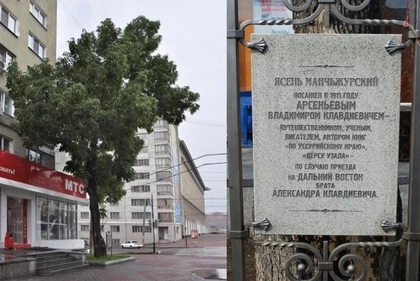 МТС
ЯСЕНЬ МАНЧЬЖУРСКИЙ
ПОСАЖЕН В 1911 ГОДУ
АРСЕНЬЕВЫМ
ВЛАДИМИРОМ КЛАВДИЕВИЧЕМ–
ПУТЕШЕСТВЕННИКОМ, УЧЕНЫМ,
ПИСАТЕЛЕМ, АВТОРОМ КНИГ
«ПО УССУРИЙСКОМУ КРАЮ»,
«ДЕРСУ УЗАЛА»–
ПО СЛУЧАЮ ПРИЕЗДА
НА ДАЛЬНИЙ ВОСТОК
БРАТА
АЛЕКСАНДРА КЛАВДИЕВИЧА.